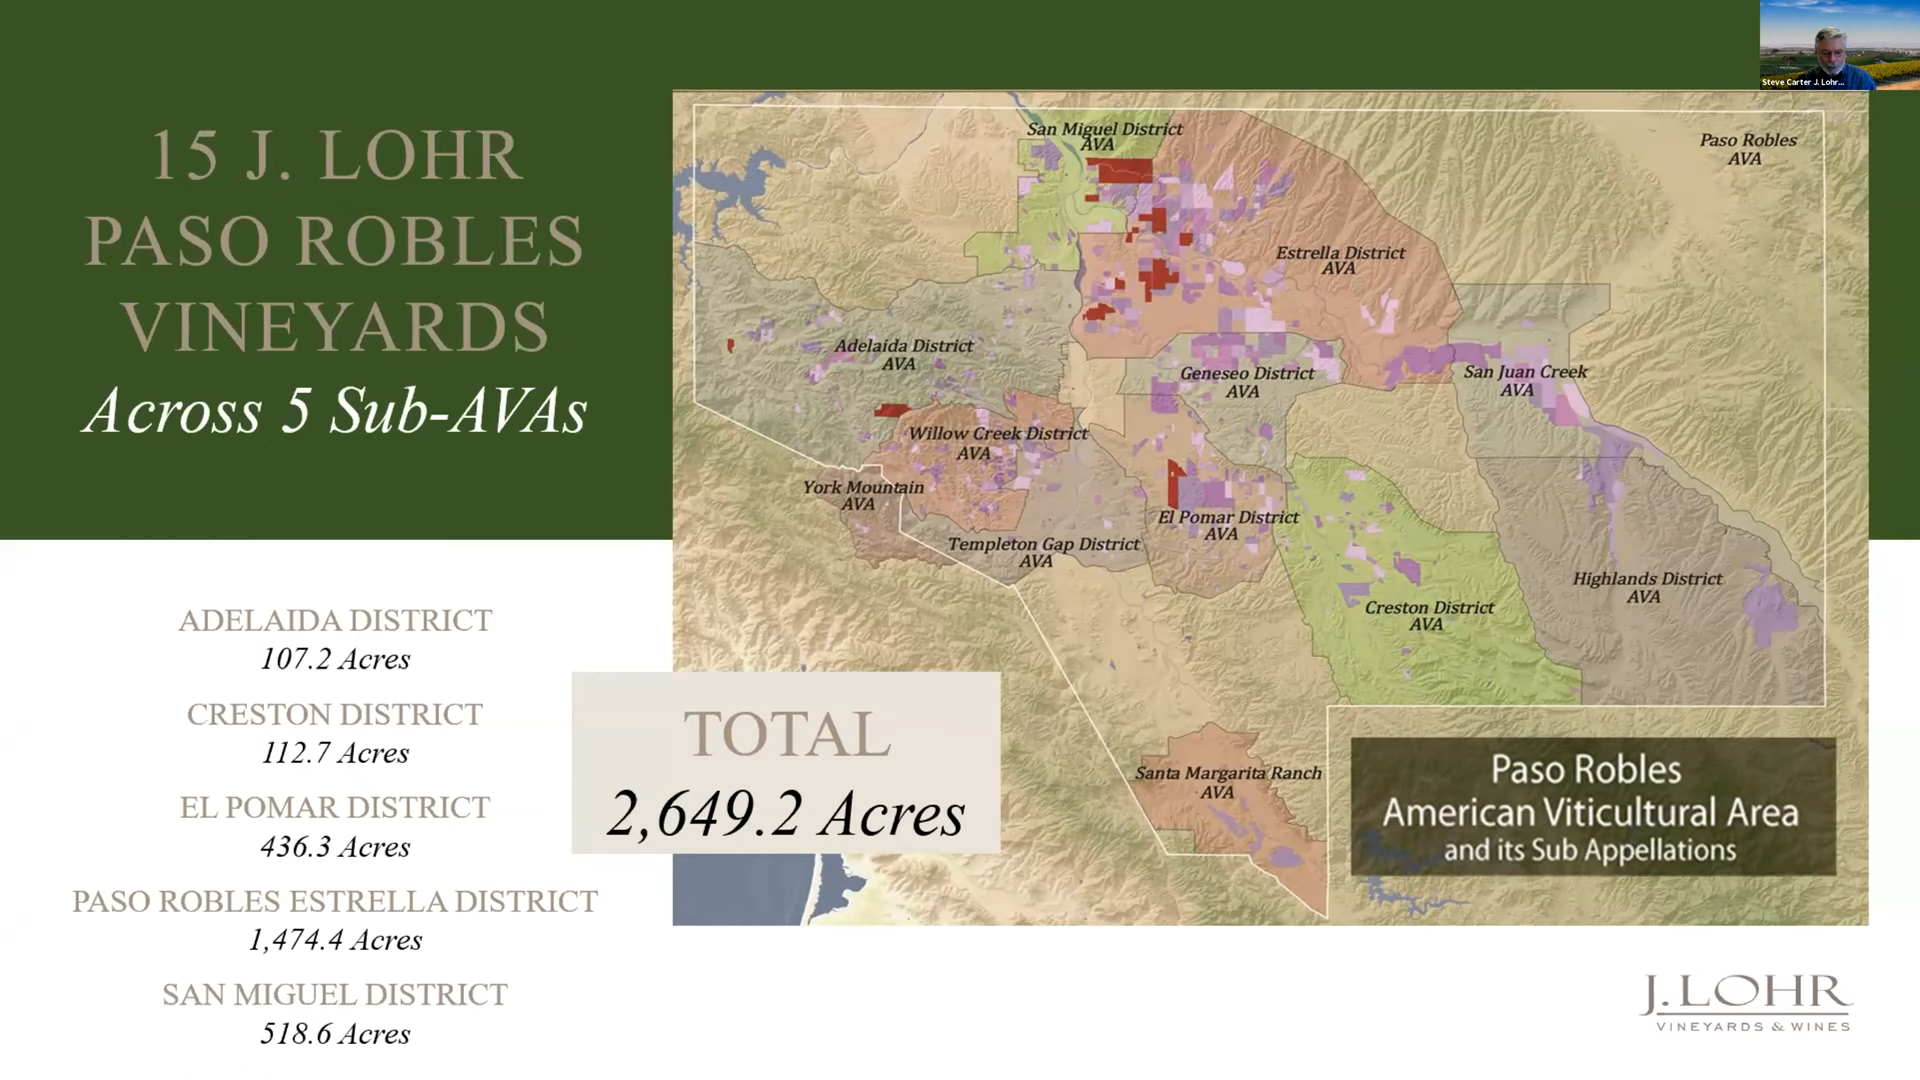 Steve Carter J. Lohr...
15 J. LOHR
PASO ROBLES
VINEYARDS
Across 5 Sub-AVAs
ADELAIDA DISTRICT
107.2 Acres
CRESTON DISTRICT
112.7 Acres
EL POMAR DISTRICT
436.3 Acres
PASO ROBLES ESTRELLA DISTRICT
1,474.4 Acres
SAN MIGUEL DISTRICT
518.6 Acres
TOTAL
2,649.2 Acres
San Miguel District
AVA
Paso Robles
AVA
Estrella District
AVA
Adelaida District
AVA
Geneseo District
AVA
San Juan Creek
AVA
Willow Creek District
AVA
York Mountain
AVA
El Pomar District
AVA
Templeton Gap District
AVA
Highlands District
AVA
Creston District
AVA
Santa Margarita Ranch
AVA
Paso Robles
American Viticultural Area
and its Sub Appellations
J. LOHR
VINEYARDS & WINES